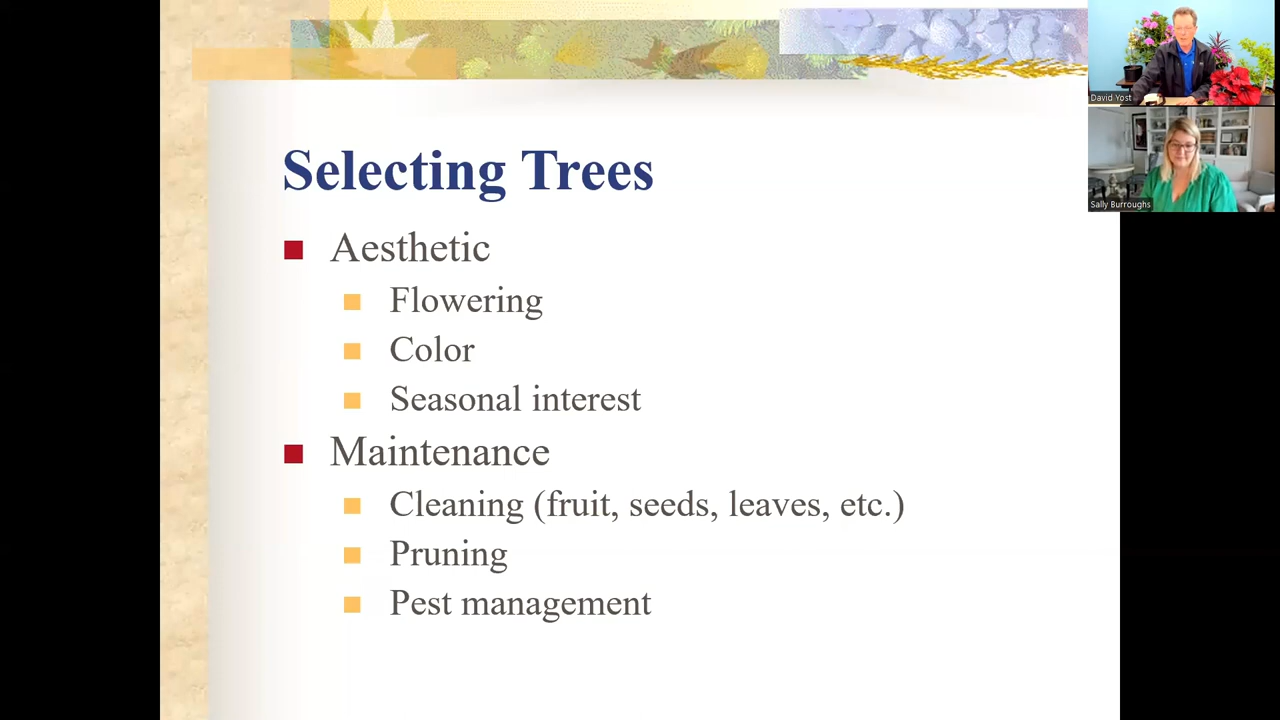 Selecting Trees
Aesthetic
Flowering
Color
Seasonal interest
Maintenance
Cleaning (fruit, seeds, leaves, etc.)
Pruning
Pest management
David Yost
Sally Burroughs